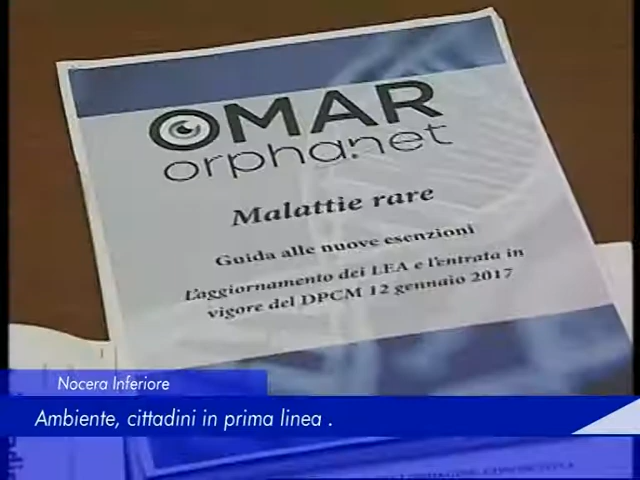 OMAR
orphanet
Malattie rare
Guida alle nuove esenzioni
L'aggiornamento dei LEA e l'entrata in
vigore del DPCM 12 gennaio 2017
Nocera Inferiore
Ambiente, cittadini in prima linea .